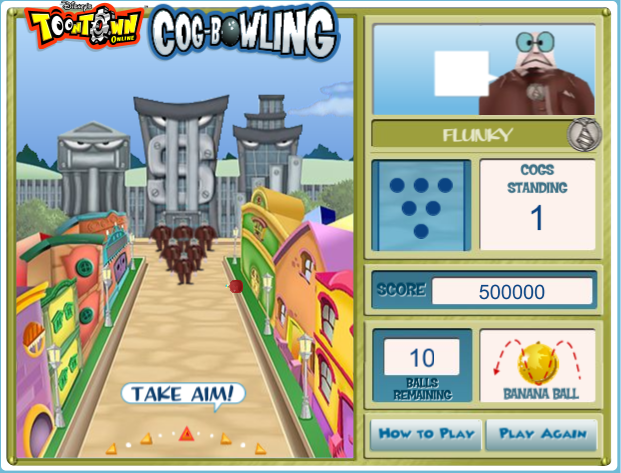 Disney's
TOONTOWN
ONLINE
COG-BOWLING
FLUNKY
COGS
STANDING
1
SCORE
500000
10
BALLS
REMAINING
BANANA BALL
TAKE AIM!
HOW TO PLAY
PLAY AGAIN